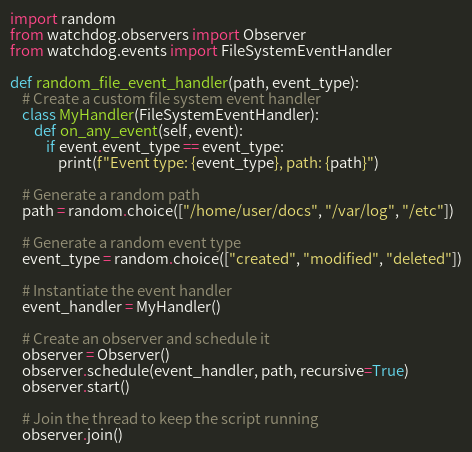 import random
from watchdog.observers import Observer
from watchdog.events import FileSystemEventHandler

def random_file_event_handler(path, event_type):
    # Create a custom file system event handler
    class MyHandler(FileSystemEventHandler):
        def on_any_event(self, event):
            if event.event_type == event_type:
                print(f"Event type: {event_type}, path: {path}")

    # Generate a random path
    path = random.choice(["/home/user/docs", "/var/log", "/etc"])

    # Generate a random event type
    event_type = random.choice(["created", "modified", "deleted"])

    # Instantiate the event handler
    event_handler = MyHandler()

    # Create an observer and schedule it
    observer = Observer()
    observer.schedule(event_handler, path, recursive=True)
    observer.start()

    # Join the thread to keep the script running
    observer.join()